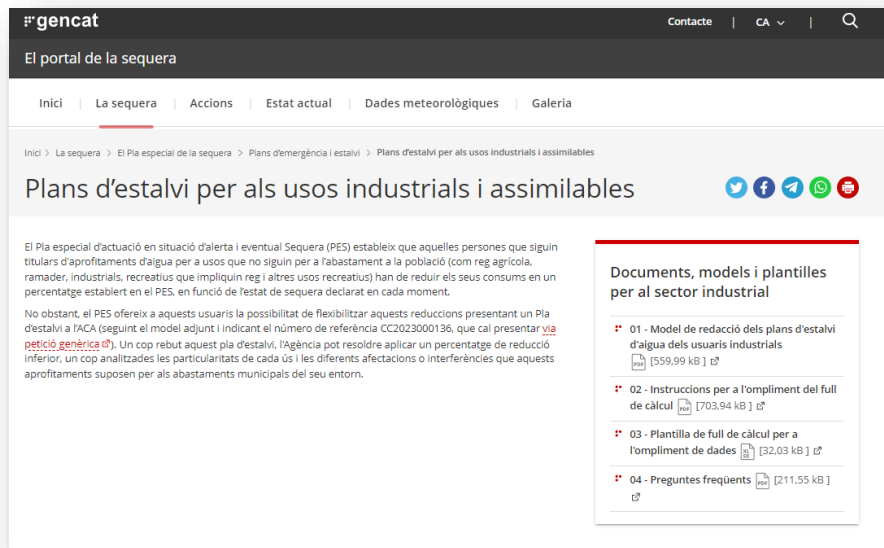 gencat
Contacte | CA |
El portal de la sequera
Inici | La sequera | Accions | Estat actual | Dades meteorològiques | Galeria
Inici > La sequera > El Pla especial de la sequera > Plans d'emergència i estalvi > Plans d'estalvi per als usos industrials i assimilables
Plans d'estalvi per als usos industrials i assimilables
El Pla especial d'actuació en situació d'alerta i eventual Sequera (PES) estableix que aquelles persones que siguin
titulars d'aprofitaments d'aigua per a usos que no siguin per a l'abastament a la població (com reg agrícola,
ramader, industrials, recreatius que impliquin reg i altres usos recreatius) han de reduir els seus consums en un
percentatge establert en el PES, en funció de l'estat de sequera declarat en cada moment.
No obstant, el PES ofereix a aquests usuaris la possibilitat de flexibilitzar aquests reduccions presentant un Pla
d'estalvi a l'ACA (seguint el model adjunt i indicant el número de referència CC2023000136, que cal presentar via
petició genèrica). Un cop rebut aquest pla d'estalvi, l'Agència pot resoldre aplicar un percentatge de reducció
inferior, un cop analitzades les particularitats de cada ús i les diferents afectacions o interferències que aquests
aprofitaments suposen per als abastaments municipals del seu entorn.
Documents, models i plantilles
per al sector industrial
01 - Model de redacció dels plans d'estalvi
d'aigua dels usuaris industrials
PDF [559,99 kB ]
02 - Instruccions per a l'ompliment del full
de càlcul PDF [703,94 kB ]
03 - Plantilla de full de càlcul per a
l'ompliment de dades XLSX [32,03 kB ]
04 - Preguntes freqüents PDF [211,55 kB ]